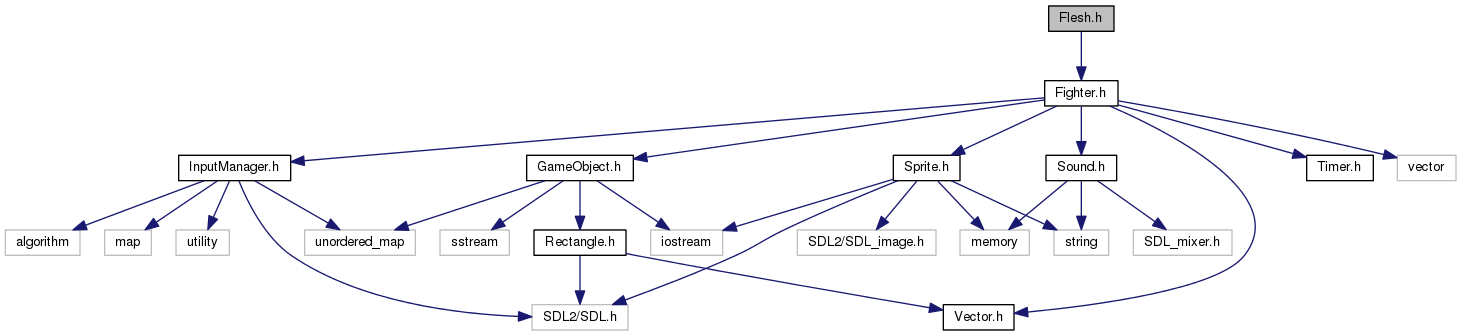 Flesh.h
Fighter.h
InputManager.h
GameObject.h
Sprite.h
Sound.h
Timer.h
vector
algorithm
map
utility
unordered_map
sstream
Rectangle.h
iostream
SDL2/SDL_image.h
memory
string
SDL_mixer.h
SDL2/SDL.h
Vector.h